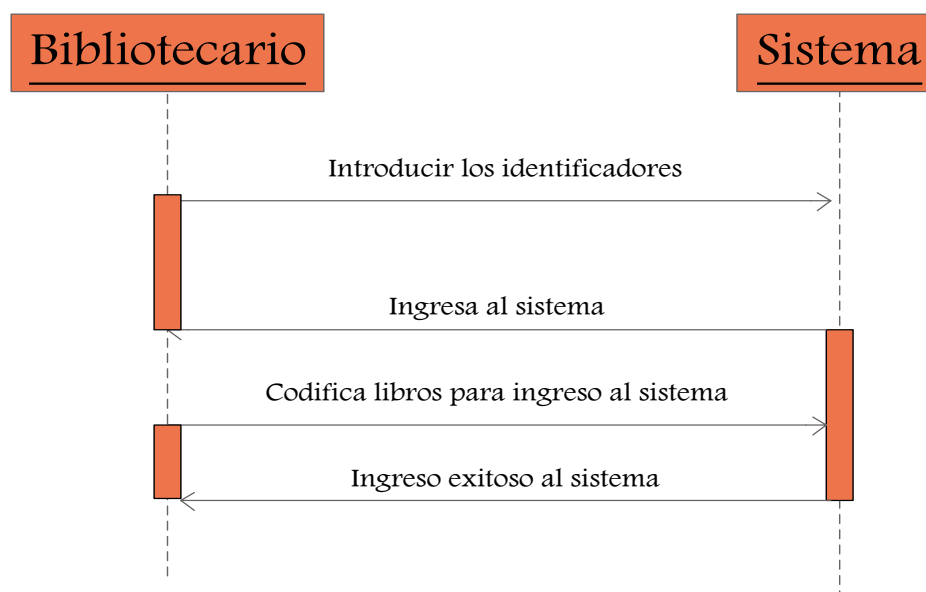 Bibliotecario
Sistema
Introducir los identificadores
Ingresa al sistema
Codifica libros para ingreso al sistema
Ingreso exitoso al sistema